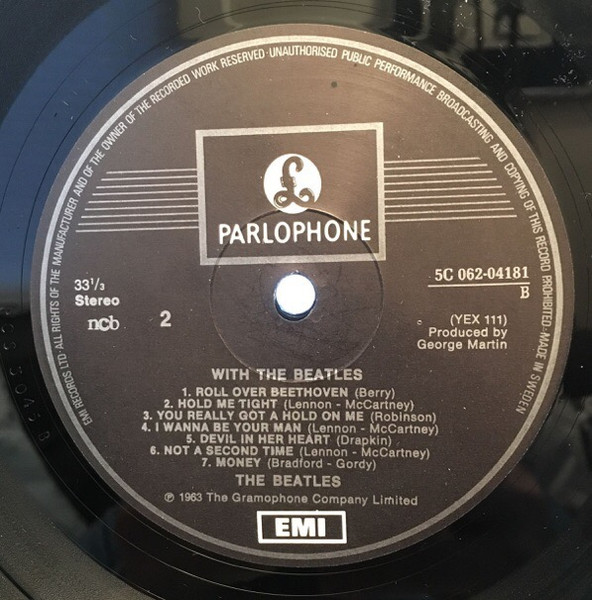 EMI RECORDS LTD · ALL RIGHTS OF THE MANUFACTURER AND OF THE OWNER OF THE RECORDED WORK RESERVED · UNAUTHORISED PUBLIC PERFORMANCE BROADCASTING AND COPYING OF THIS RECORD PROHIBITED · MADE IN SWEDEN
£
PARLOPHONE
5C 062-04181
B
33 1/3
Stereo
ncb
2
(YEX 111)
Produced by
George Martin
WITH THE BEATLES
1. ROLL OVER BEETHOVEN (Berry)
2. HOLD ME TIGHT (Lennon - McCartney)
3. YOU REALLY GOT A HOLD ON ME (Robinson)
4. I WANNA BE YOUR MAN (Lennon - McCartney)
5. DEVIL IN HER HEART (Drapkin)
6. NOT A SECOND TIME (Lennon - McCartney)
7. MONEY (Bradford - Gordy)
THE BEATLES
℗ 1963 The Gramophone Company Limited
EMI